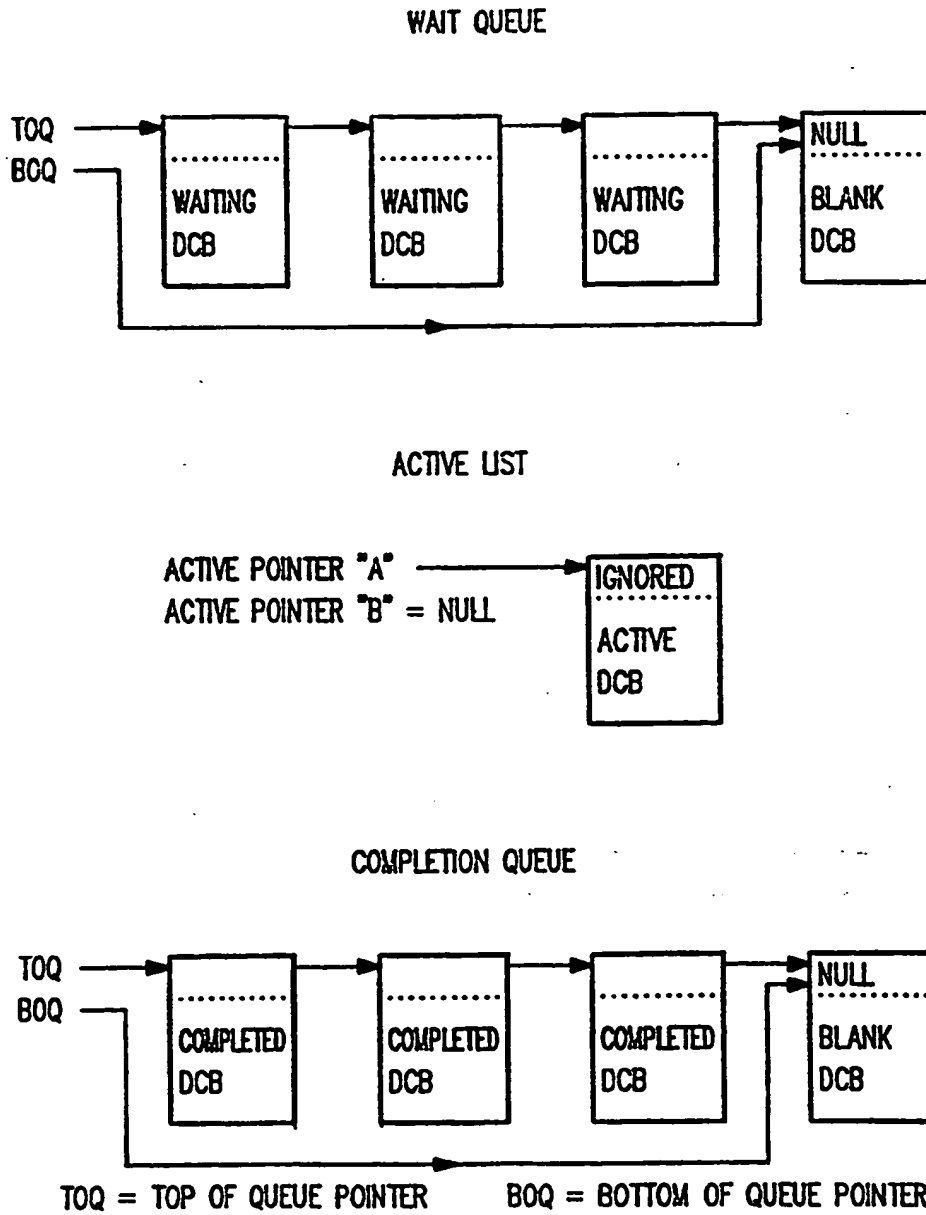 WAIT QUEUE
TOQ
BOQ
WAITING
DCB
WAITING
DCB
WAITING
DCB
NULL
BLANK
DCB
ACTIVE LIST
ACTIVE POINTER "A"
ACTIVE POINTER "B" = NULL
IGNORED
ACTIVE
DCB
COMPLETION QUEUE
TOQ
BOQ
COMPLETED
DCB
COMPLETED
DCB
COMPLETED
DCB
NULL
BLANK
DCB
TOQ = TOP OF QUEUE POINTER
BOQ = BOTTOM OF QUEUE POINTER